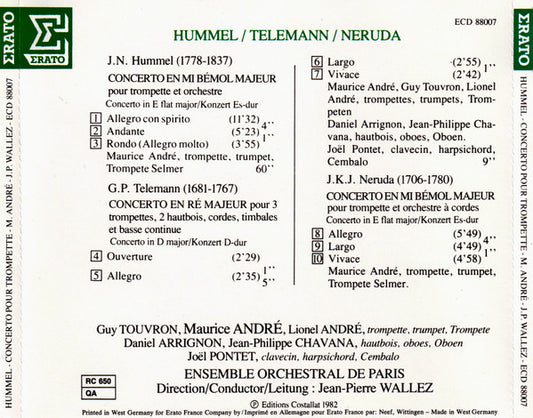 ERATO
ERATO
ECD 88007
HUMMEL / TELEMANN / NERUDA
J.N. Hummel (1778-1837)
CONCERTO EN MI BÉMOL MAJEUR
pour trompette et orchestre
Concerto in E flat major/Konzert Es-dur
1 Allegro con spirito (11'32)
2 Andante (5'23)
3 Rondo (Allegro molto) (3'55)
Maurice André, trompette, trumpet,
Trompete Selmer 60"
G.P. Telemann (1681-1767)
CONCERTO EN RÉ MAJEUR pour 3
trompettes, 2 hautbois, cordes, timbales
et basse continue
Concerto in D major/Konzert D-dur
4 Ouverture (2'29)
5 Allegro (2'35)
6 Largo (2'55)
7 Vivace (2'42)
Maurice André, Guy Touvron, Lionel
André, trompettes, trumpets, Trom-
peten
Daniel Arrignon, Jean-Philippe Cha-
vana, hautbois, oboes, Oboen.
Joël Pontet, clavecin, harpsichord,
Cembalo 9"
J.K.J. Neruda (1706-1780)
CONCERTO EN MI BÉMOL MAJEUR
pour trompette et orchestre à cordes
Concerto in E flat major/Konzert Es-dur
8 Allegro (5'49)
9 Largo (4'49)
10 Vivace (4'58)
Maurice André, trompette, trumpet,
Trompete Selmer.
Guy TOUVRON, Maurice ANDRÉ, Lionel ANDRÉ, trompette, trumpet, Trompete
Daniel ARRIGNON, Jean-Philippe CHAVANA, hautbois, oboes, Oboen
Joël PONTET, clavecin, harpsichord, Cembalo
ENSEMBLE ORCHESTRAL DE PARIS
Direction/Conductor/Leitung : Jean-Pierre WALLEZ
RC 650
QA
℗ Editions Costallat 1982
Printed in West Germany for Erato France Company by/Imprimé en Allemagne pour Erato France par: Neef, Wittingen - Made in West Germany
HUMMEL - CONCERTO POUR TROMPETTE - M. ANDRÉ - J.P. WALLEZ - ECD 88007
ERATO
HUMMEL - CONCERTO POUR TROMPETTE - M. ANDRÉ - J.P. WALLEZ - ECD 88007